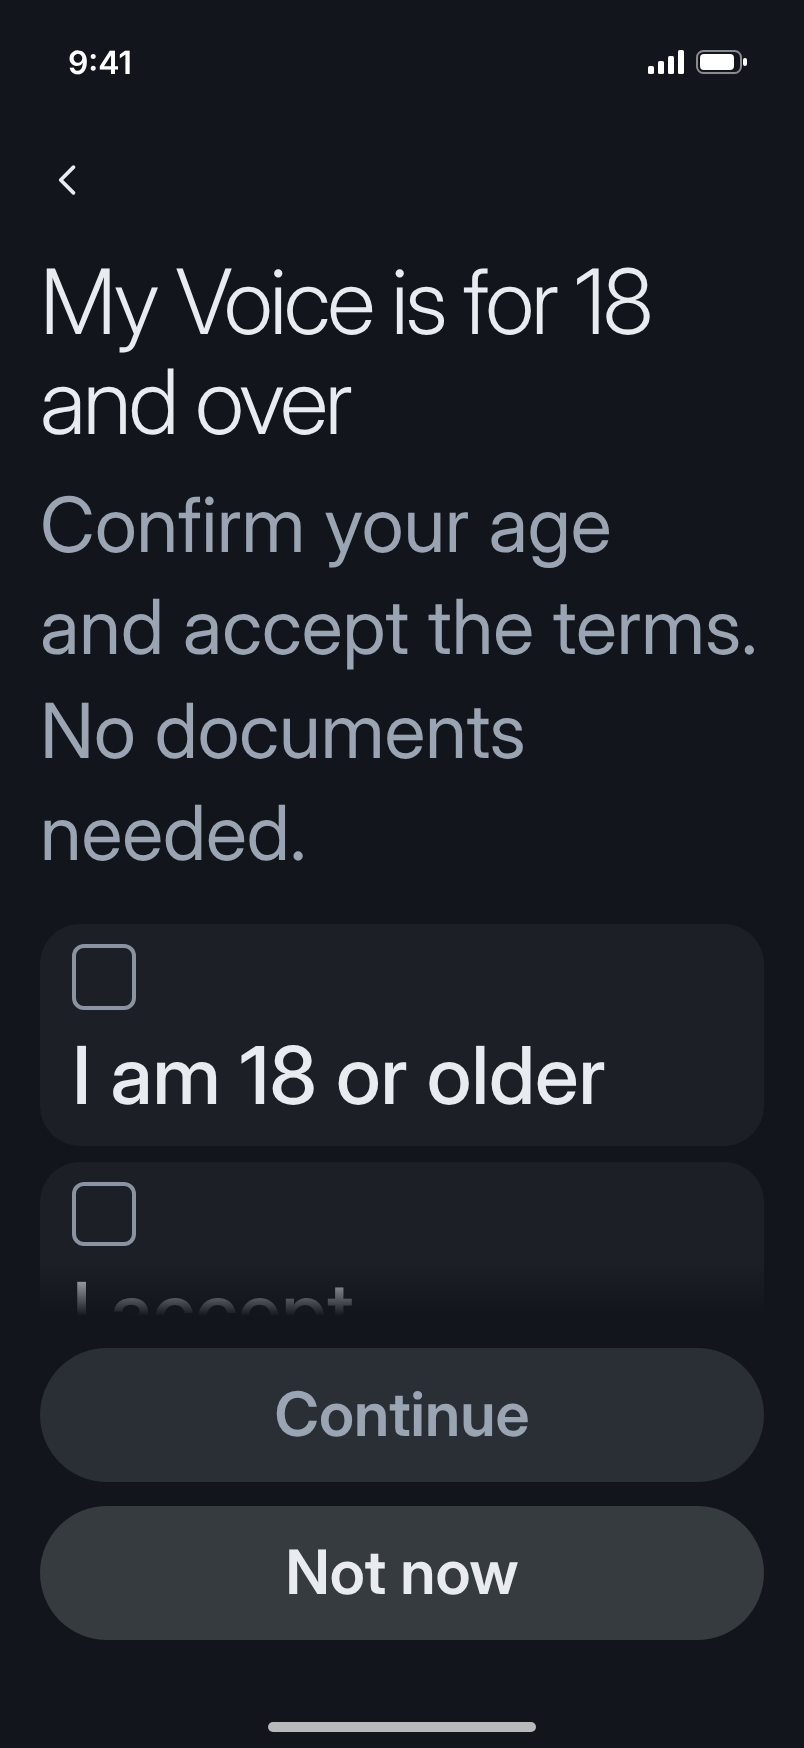 9:41
My Voice is for 18
and over
Confirm your age
and accept the terms.
No documents
needed.
I am 18 or older
I accept
Continue
Not now